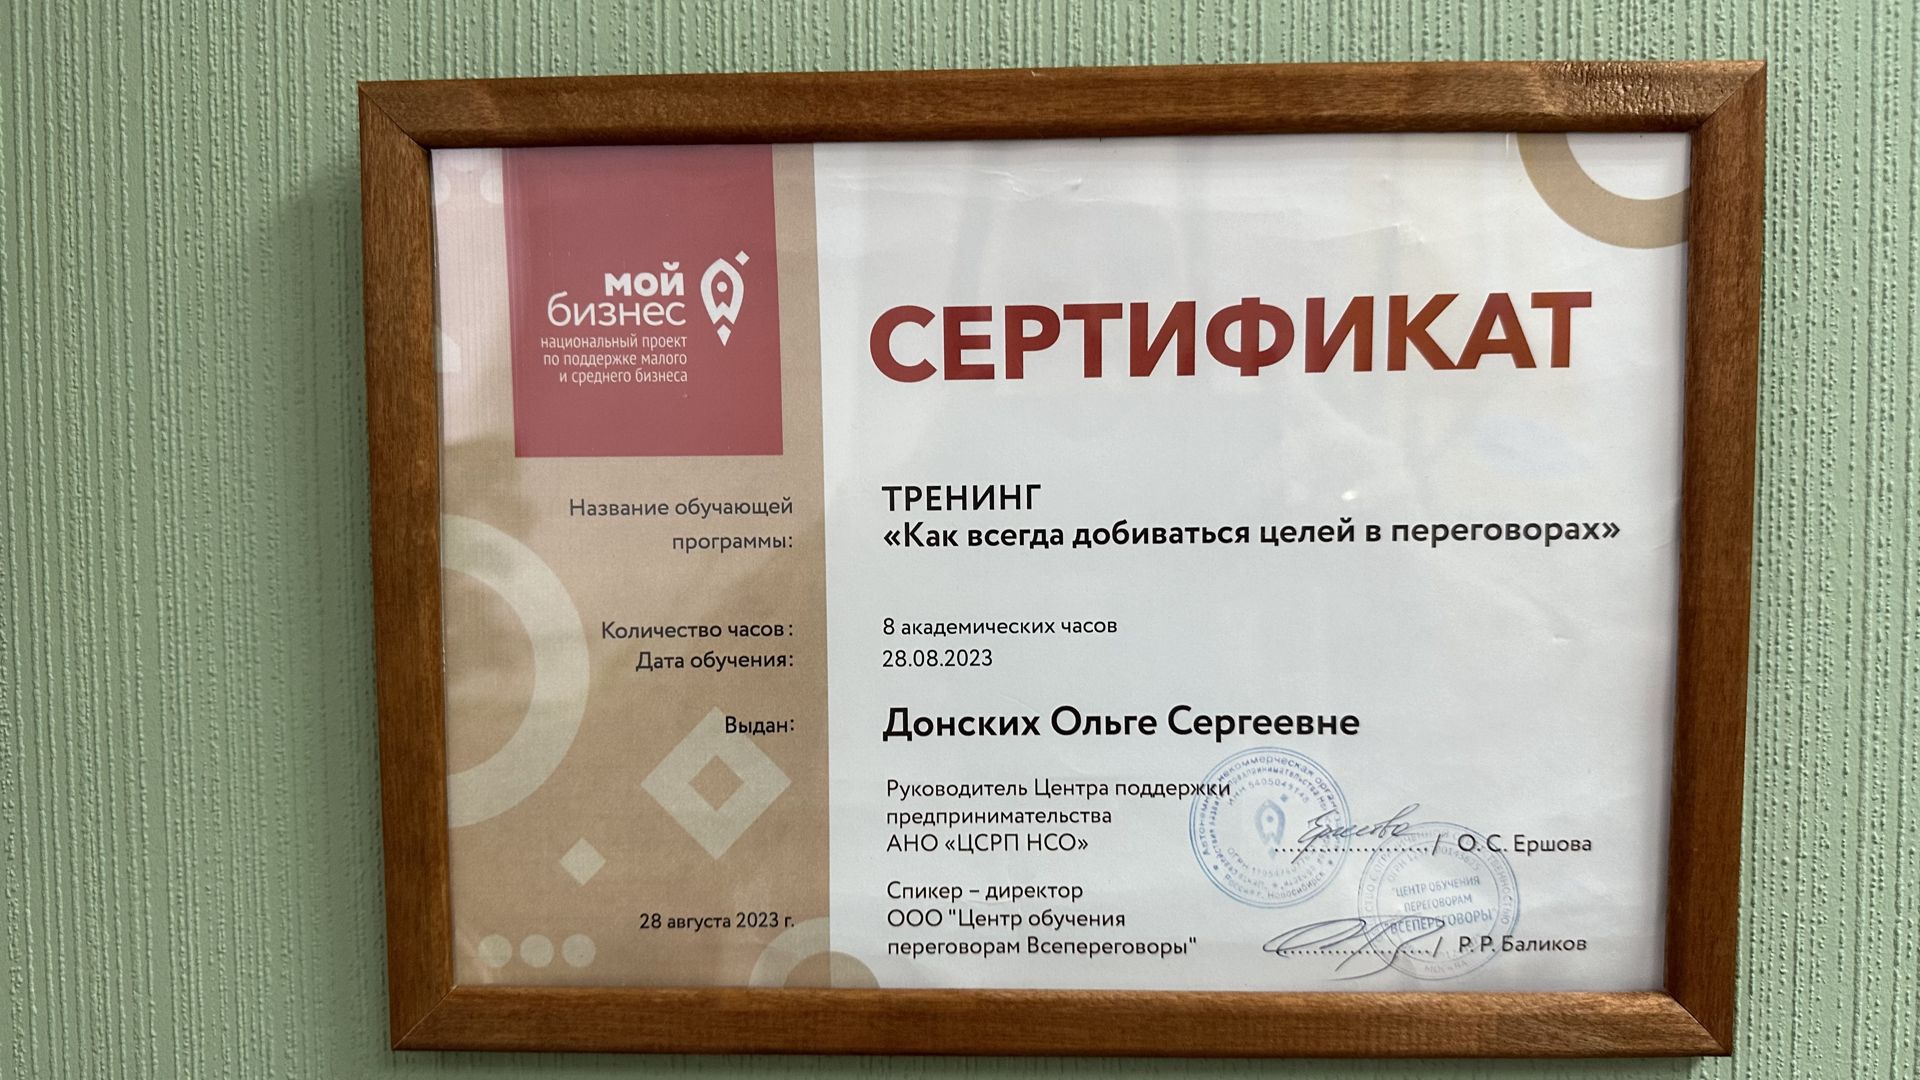 мой
бизнес
национальный проект
по поддержке малого
и среднего бизнеса
СЕРТИФИКАТ
Название обучающей
программы:
ТРЕНИНГ
«Как всегда добиваться целей в переговорах»
Количество часов:
8 академических часов
Дата обучения:
28.08.2023
Выдан:
Донских Ольге Сергеевне
Руководитель Центра поддержки
предпринимательства
АНО «ЦСРП НСО»
/ О. С. Ершова
Спикер – директор
ООО "Центр обучения
переговорам Всепереговоры"
/ Р. Р. Баликов
28 августа 2023 г.
"ЦЕНТР ОБУЧЕНИЯ
ПЕРЕГОВОРАМ
ВСЕПЕРЕГОВОРЫ"